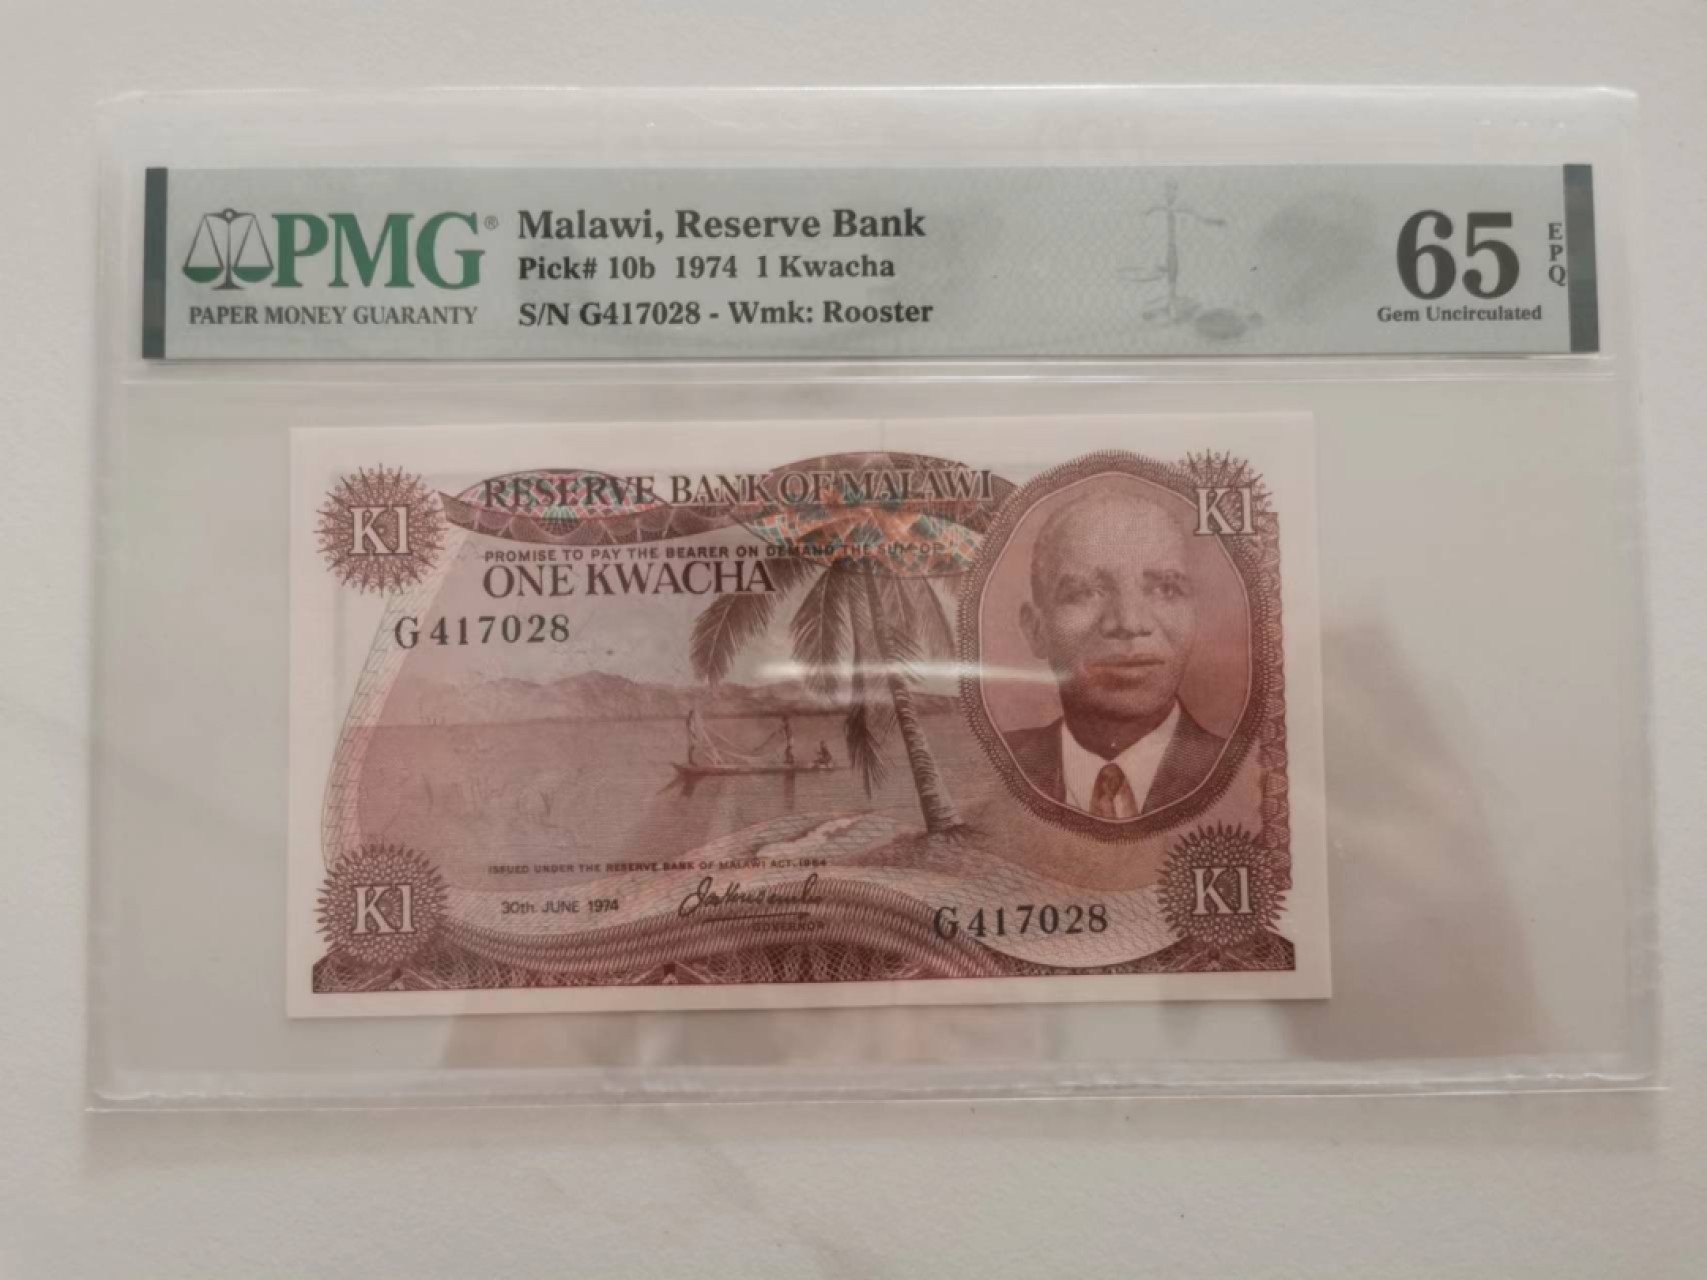 PMG®
PAPER MONEY GUARANTY
Malawi, Reserve Bank
Pick# 10b 1974 1 Kwacha
S/N G417028 - Wmk: Rooster
65
EPQ
Gem Uncirculated
K1
RESERVE BANK OF MALAWI
K1
PROMISE TO PAY THE BEARER ON DEMAND THE SUM OF
ONE KWACHA
G417028
ISSUED UNDER THE RESERVE BANK OF MALAWI ACT, 1964
30th. JUNE 1974
GOVERNOR
K1
G417028
K1